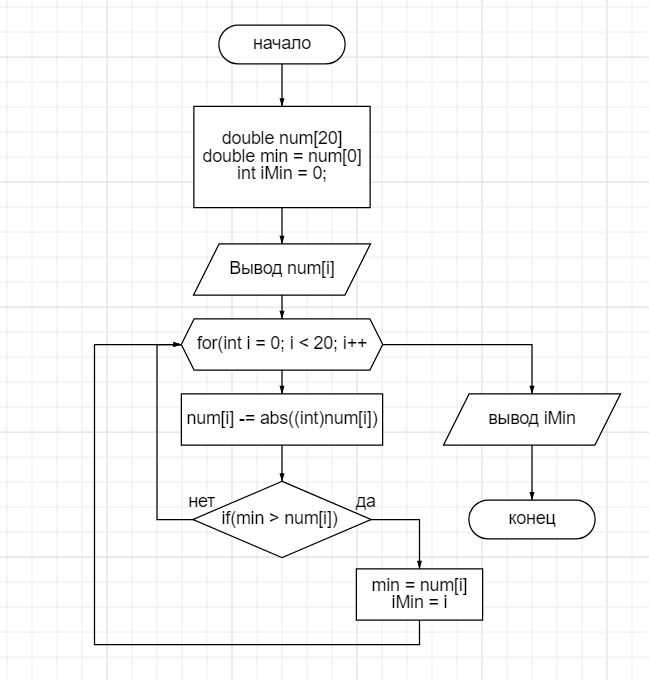 начало
double num[20]
double min = num[0]
int iMin = 0;
Вывод num[i]
for(int i = 0; i < 20; i++
num[i] -= abs((int)num[i])
вывод iMin
нет
да
if(min > num[i])
конец
min = num[i]
iMin = i